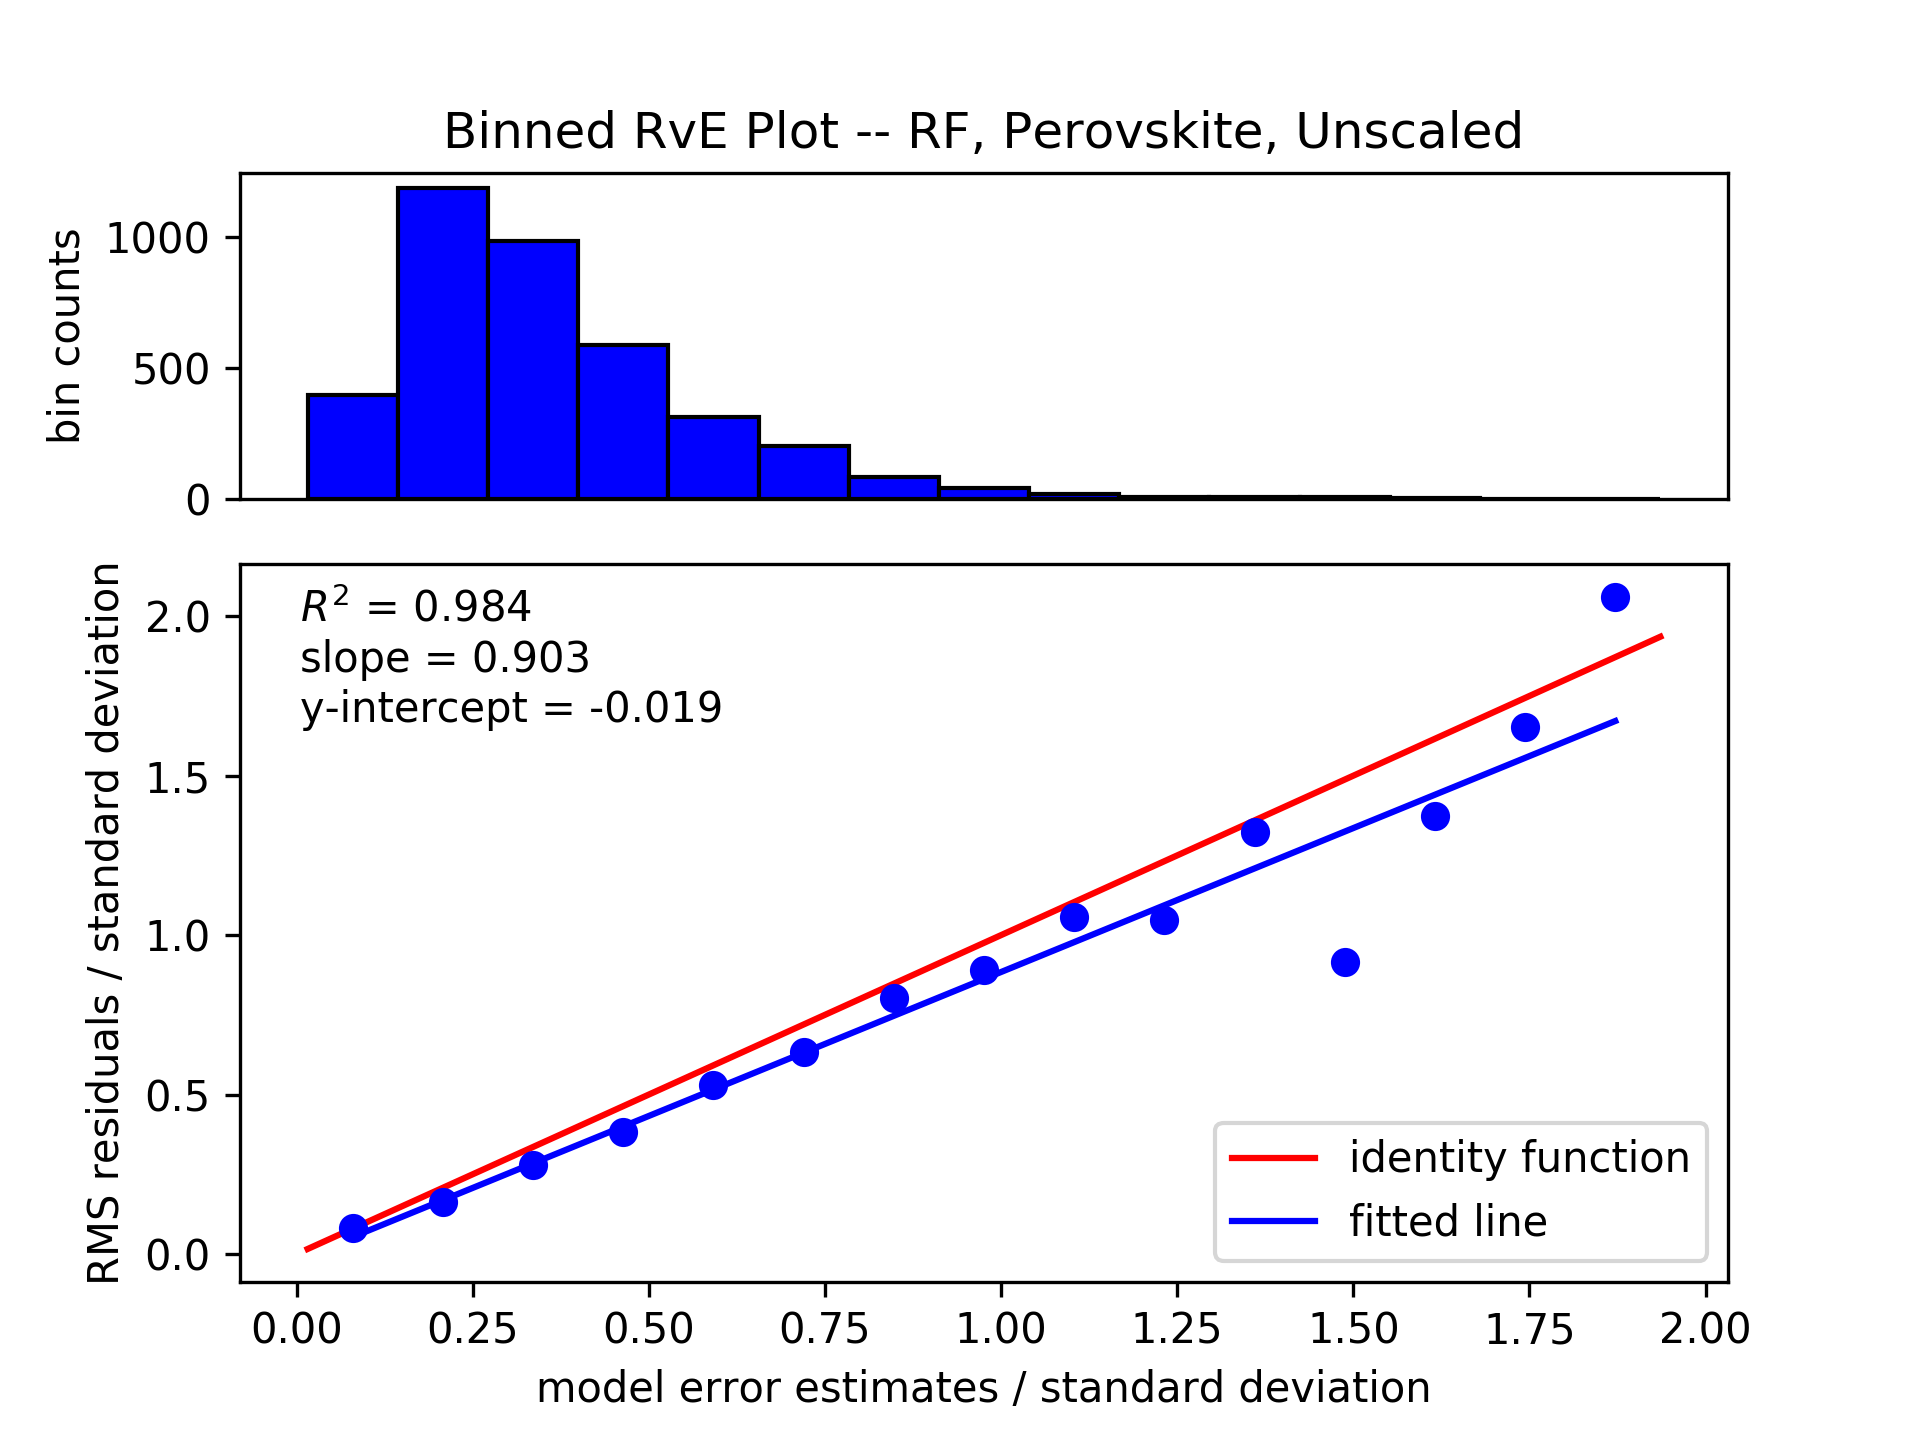 Binned RvE Plot -- RF, Perovskite, Unscaled
bin counts
1000
500
0
RMS residuals / standard deviation
2.0
1.5
1.0
0.5
0.0
R² = 0.984
slope = 0.903
y-intercept = -0.019
identity function
fitted line
0.00 0.25 0.50 0.75 1.00 1.25 1.50 1.75 2.00
model error estimates / standard deviation